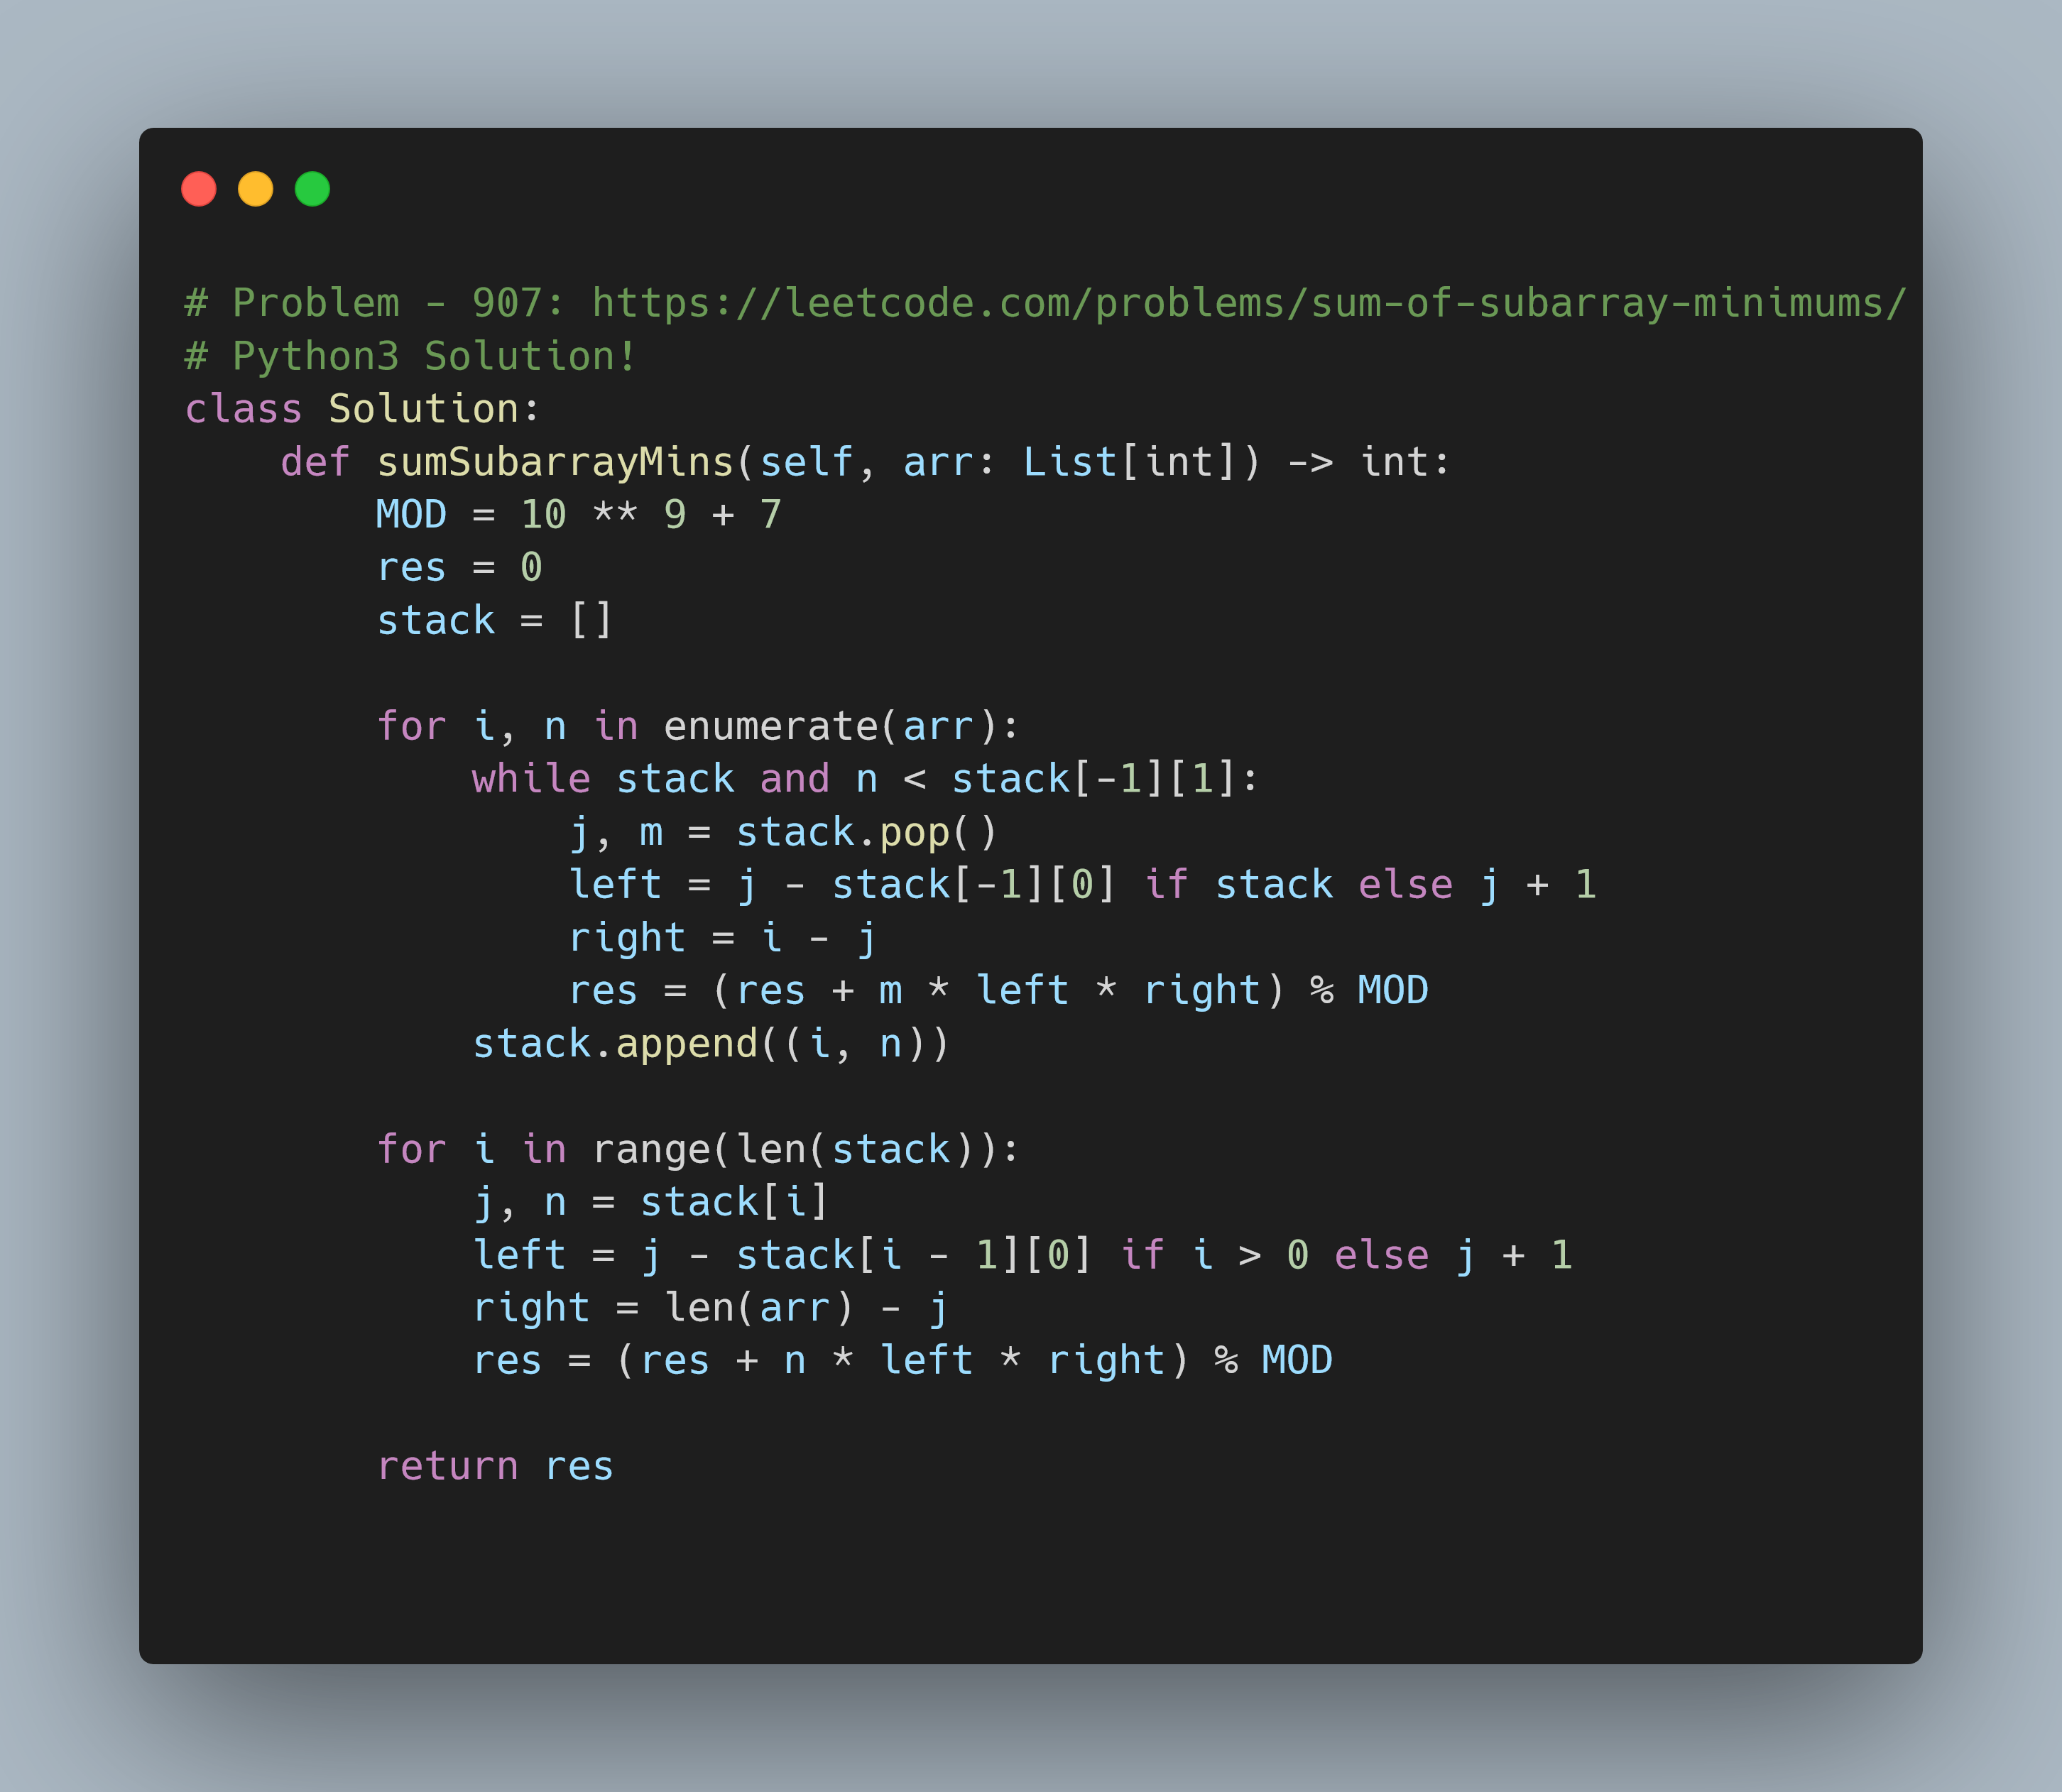 # Problem - 907: https://leetcode.com/problems/sum-of-subarray-minimums/
# Python3 Solution!
class Solution:
    def sumSubarrayMins(self, arr: List[int]) -> int:
        MOD = 10 ** 9 + 7
        res = 0
        stack = []

        for i, n in enumerate(arr):
            while stack and n < stack[-1][1]:
                j, m = stack.pop()
                left = j - stack[-1][0] if stack else j + 1
                right = i - j
                res = (res + m * left * right) % MOD
            stack.append((i, n))

        for i in range(len(stack)):
            j, n = stack[i]
            left = j - stack[i - 1][0] if i > 0 else j + 1
            right = len(arr) - j
            res = (res + n * left * right) % MOD

        return res